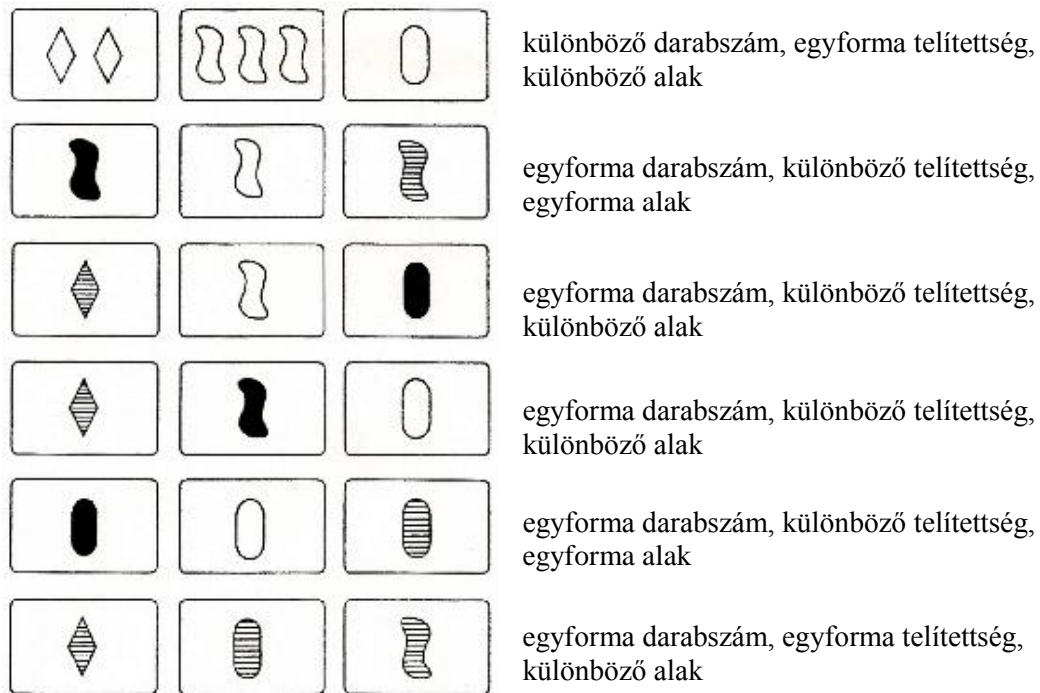 különböző darabszám, egyforma telítettség,
különböző alak
egyforma darabszám, különböző telítettség,
egyforma alak
egyforma darabszám, különböző telítettség,
különböző alak
egyforma darabszám, különböző telítettség,
különböző alak
egyforma darabszám, különböző telítettség,
egyforma alak
egyforma darabszám, egyforma telítettség,
különböző alak